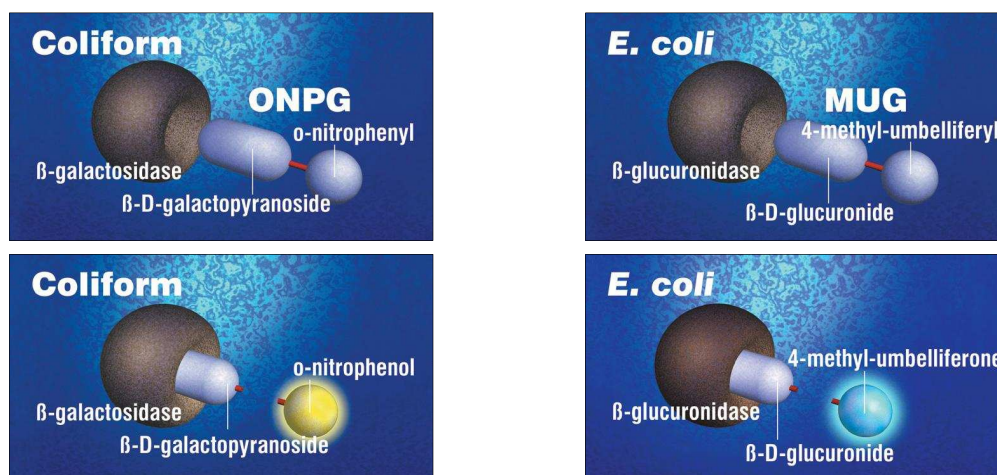 Coliform
ONPG
o-nitrophenyl
ß-galactosidase
ß-D-galactopyranoside
E. coli
MUG
4-methyl-umbelliferyl
ß-glucuronidase
ß-D-glucuronide
Coliform
o-nitrophenol
ß-galactosidase
ß-D-galactopyranoside
E. coli
4-methyl-umbelliferone
ß-glucuronidase
ß-D-glucuronide